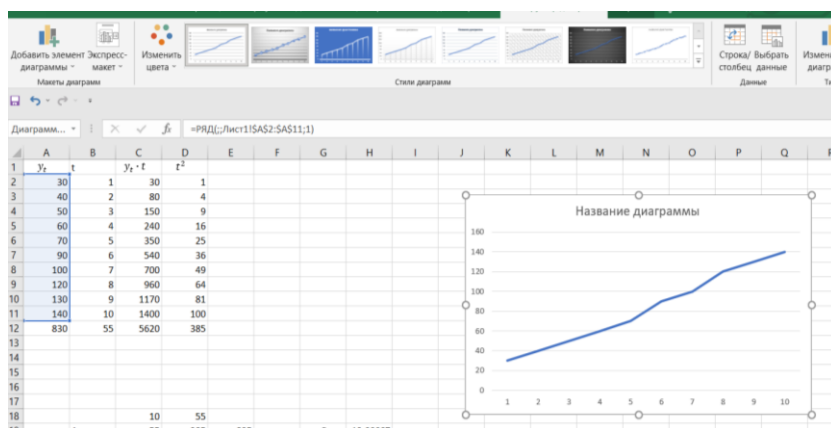 Добавить элемент Экспресс- Изменить Строка/ Выбрать
диаграммы макет цвета столбец данные
Макеты диаграмм Стили диаграмм Данные
Диаграмм... fx =РЯД(;;Лист1!$A$2:$A$11;1)
A B C D E F G H I J K L M N O P Q
1 yₜ t yₜ · t t²
2 30 1 30 1
3 40 2 80 4
4 50 3 150 9
5 60 4 240 16
6 70 5 350 25
7 90 6 540 36
8 100 7 700 49
9 120 8 960 64
10 130 9 1170 81
11 140 10 1400 100
12 830 55 5620 385
13
14
15
16
17
18 10 55
Название диаграммы
160
140
120
100
80
60
40
20
0
1 2 3 4 5 6 7 8 9 10